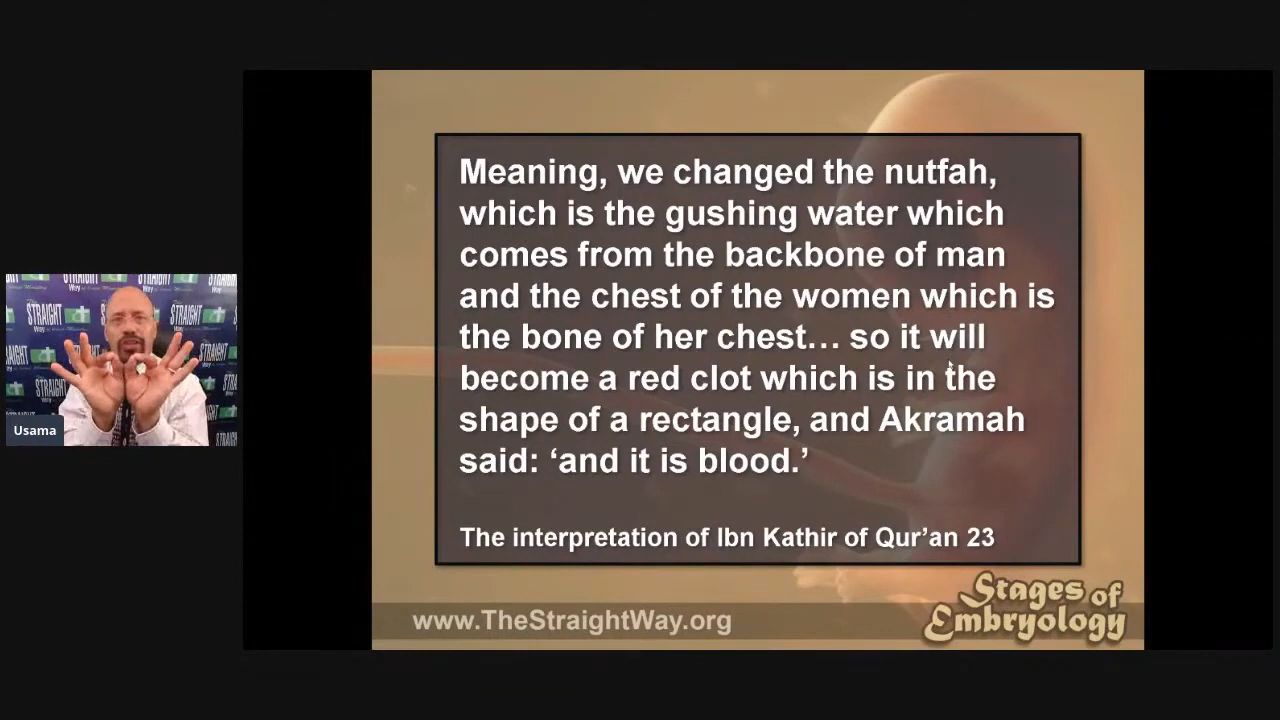 Meaning, we changed the nutfah,
which is the gushing water which
comes from the backbone of man
and the chest of the women which is
the bone of her chest… so it will
become a red clot which is in the
shape of a rectangle, and Akramah
said: ‘and it is blood.’
The interpretation of Ibn Kathir of Qur’an 23
www.TheStraightWay.org
Stages of
Embryology
STRAIGHT
Way
Usama